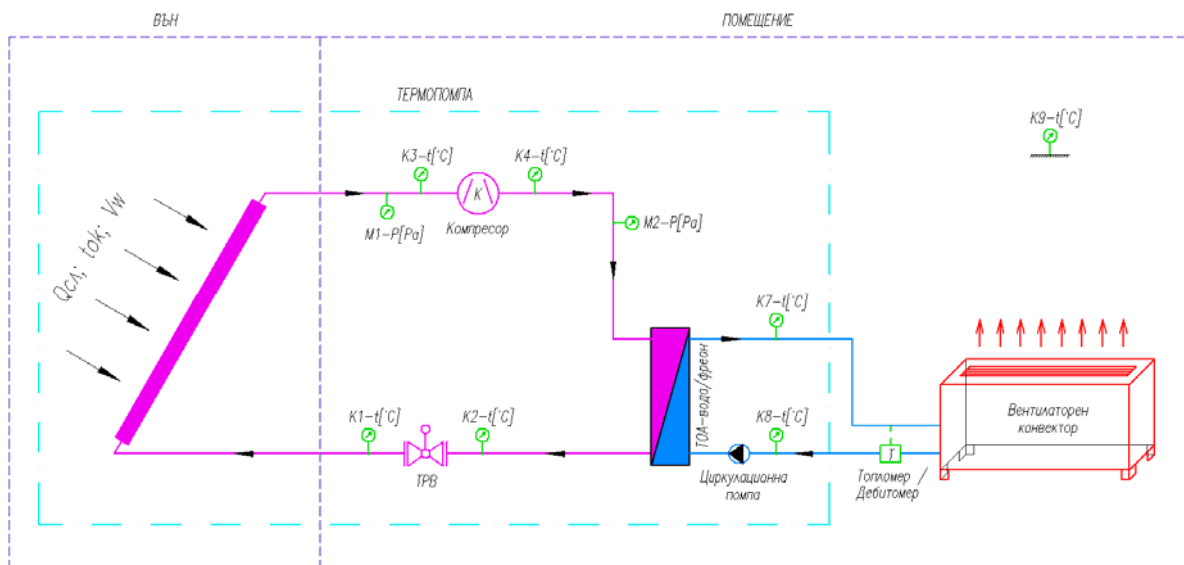 ВЪН
ПОМЕЩЕНИЕ
ТЕРМОПОМПА
K9-t[°C]
K3-t[°C]
K4-t[°C]
K
M1-P[Pa]
Компресор
M2-P[Pa]
Qсл; tok; Vw
K7-t[°C]
ТОА-вода/фреон
K1-t[°C]
K2-t[°C]
K8-t[°C]
Вентилаторен
конвектор
T
ТРВ
Циркулационна
помпа
Топломер /
Дебитомер